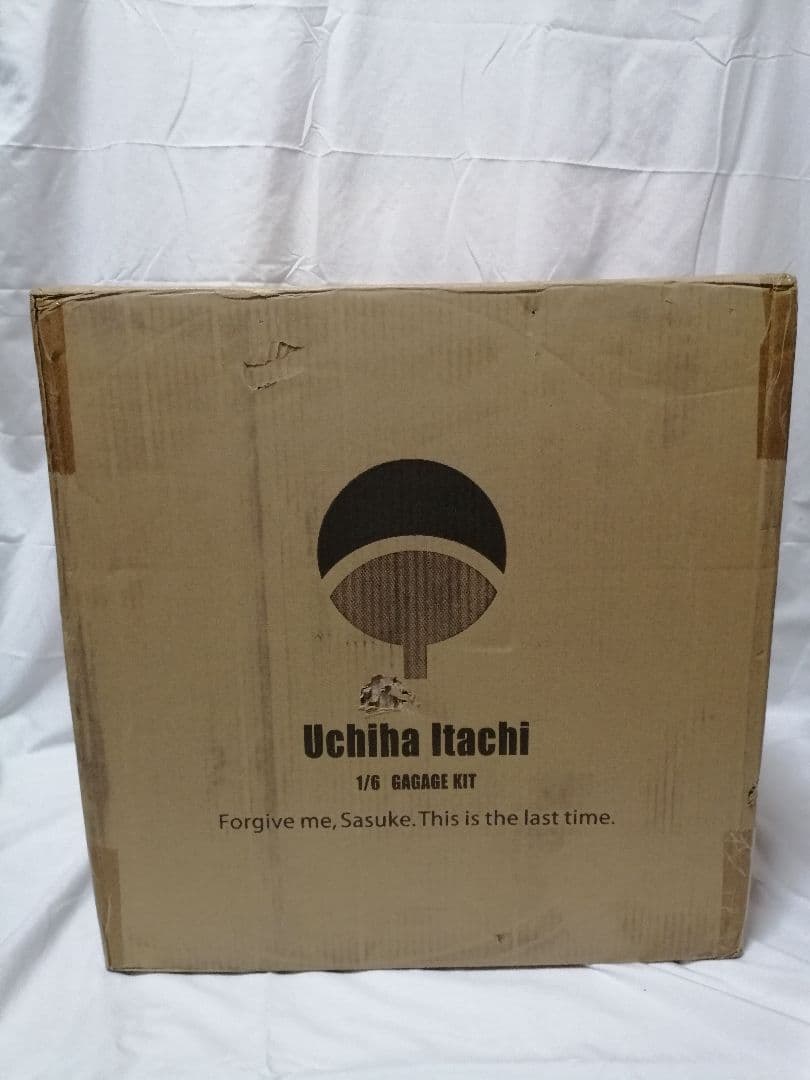 Uchiha Itachi
1/6 GAGAGE KIT
Forgive me, Sasuke. This is the last time.